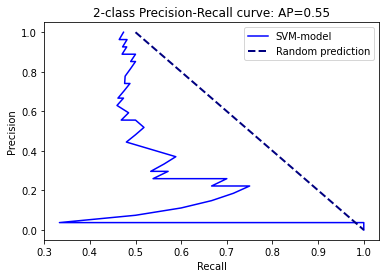 2-class Precision-Recall curve: AP=0.55
SVM-model
Random prediction
Precision
1.0
0.8
0.6
0.4
0.2
0.0
0.3 0.4 0.5 0.6 0.7 0.8 0.9 1.0
Recall